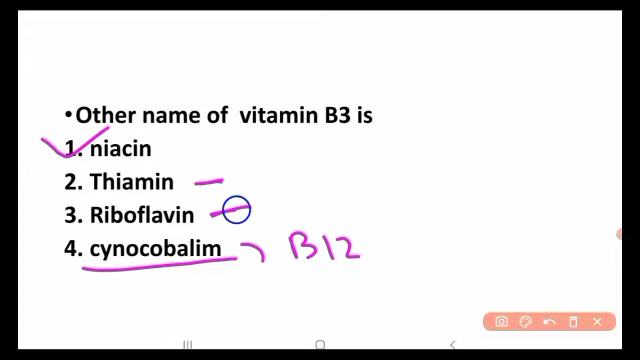 •Other name of vitamin B3 is
1. niacin
2. Thiamin
3. Riboflavin
4. cynocobalim B12